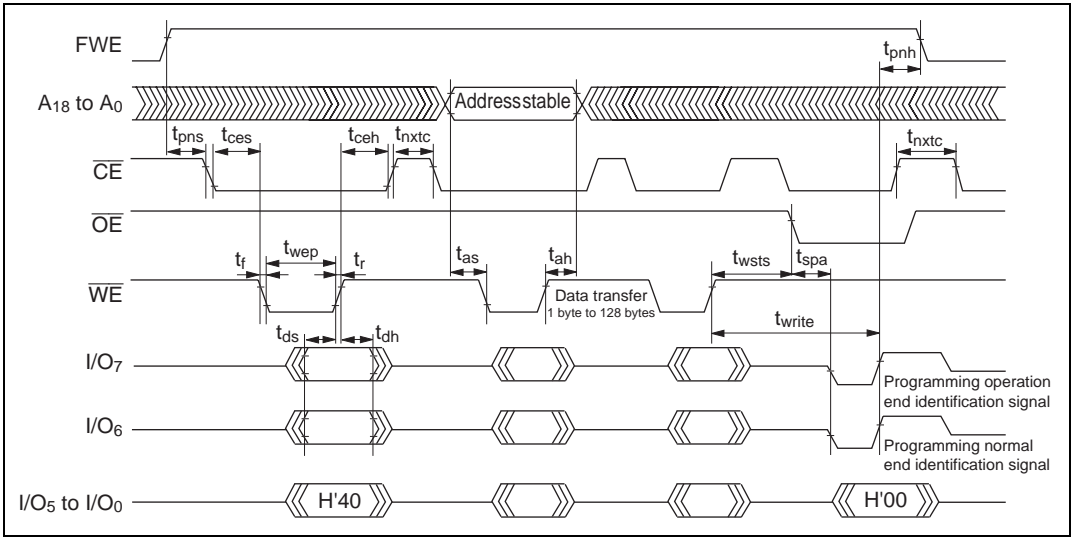 FWE
tpnh
A18 to A0
Addressstable
tpns
tces
tceh
tnxtc
tnxtc
CE
OE
tf
twep
tr
tas
tah
twsts
tspa
WE
Data transfer
1 byte to 128 bytes
twrite
tds
tdh
I/O7
Programming operation
end identification signal
I/O6
Programming normal
end identification signal
I/O5 to I/O0
H'40
H'00